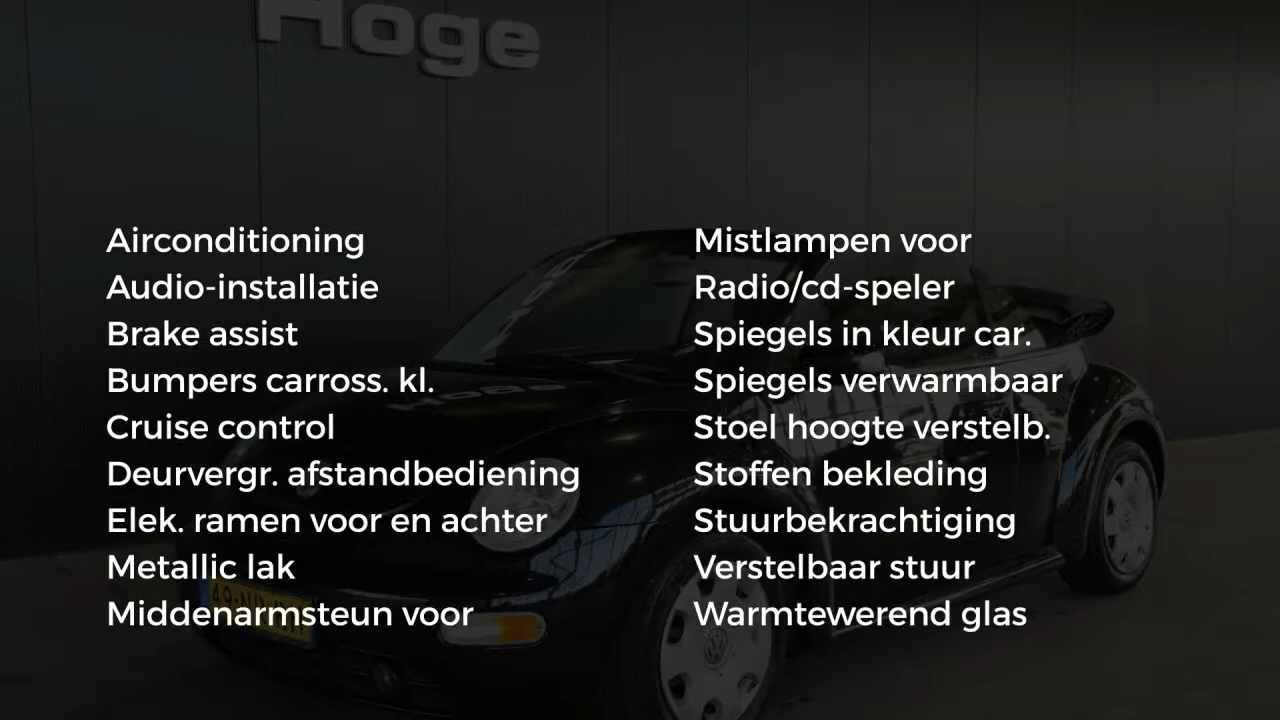 Hoge
Airconditioning
Audio-installatie
Brake assist
Bumpers carross. kl.
Cruise control
Deurvergr. afstandbediening
Elek. ramen voor en achter
Metallic lak
Middenarmsteun voor
Mistlampen voor
Radio/cd-speler
Spiegels in kleur car.
Spiegels verwarmbaar
Stoel hoogte verstelb.
Stoffen bekleding
Stuurbekrachtiging
Verstelbaar stuur
Warmtewerend glas